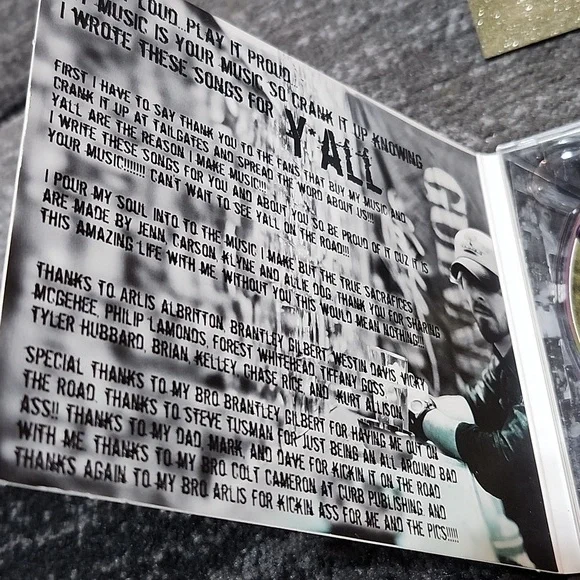 LOUD. PLAY IT PROUD
MUSIC IS YOUR MUSIC SO CRANK IT UP KNOWING
I WROTE THESE SONGS FOR
Y'ALL
FIRST I HAVE TO SAY THANK YOU TO THE FANS THAT BUY MY MUSIC AND
CRANK IT UP AT TAILGATES AND SPREAD THE WORD ABOUT US!!!
YALL ARE THE REASON I MAKE MUSIC!!!
I WRITE THESE SONGS FOR YOU AND ABOUT YOU SO BE PROUD OF IT CUZ IT IS
YOUR MUSIC!!!!!!! CAN'T WAIT TO SEE YALL ON THE ROAD!!!
I POUR MY SOUL INTO TO THE MUSIC I MAKE BUT THE TRUE SACRAFICES
ARE MADE BY JENN, CARSON, KLYNE AND ALLIE DOG, THANK YOU FOR SHARING
THIS AMAZING LIFE WITH ME. WITHOUT YOU THIS WOULD MEAN NOTHING!!!
THANKS TO ARLIS ALBRITTON, BRANTLEY GILBERT, WESTIN DAVIS, VICKY
MCGEHEE, PHILIP LAMONDS, FOREST WHITEHEAD, TIFFANY GOSS
TYLER HUBBARD, BRIAN KELLEY, CHASE RICE, AND KURT ALLISON
SPECIAL THANKS TO MY BRO BRANTLEY GILBERT FOR HAVING ME OUT ON
THE ROAD. THANKS TO STEVE TUSMAN FOR JUST BEING AN ALL AROUND BAD
ASS!! THANKS TO MY DAD, MARK, AND DAVE FOR KICKIN IT ON THE ROAD
WITH ME. THANKS TO MY BRO COLT CAMERON AT CURB PUBLISHING. AND
THANKS AGAIN TO MY BRO ARLIS FOR KICKIN ASS FOR ME AND THE PICS!!!!!